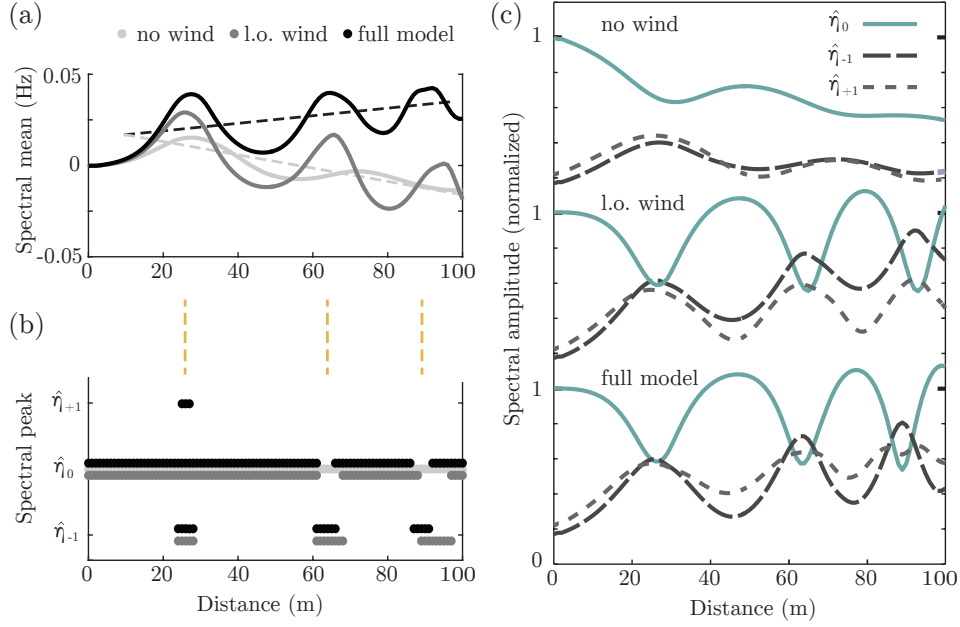 (a)
no wind l.o. wind full model
Spectral mean (Hz)
0.05
0
-0.05
0 20 40 60 80 100
(b)
Spectral peak
η̂+1
η̂0
η̂-1
0 20 40 60 80 100
Distance (m)
(c)
Spectral amplitude (normalized)
1 no wind
η̂0
η̂-1
η̂+1
1 l.o. wind
1 full model
0
0 20 40 60 80 100
Distance (m)